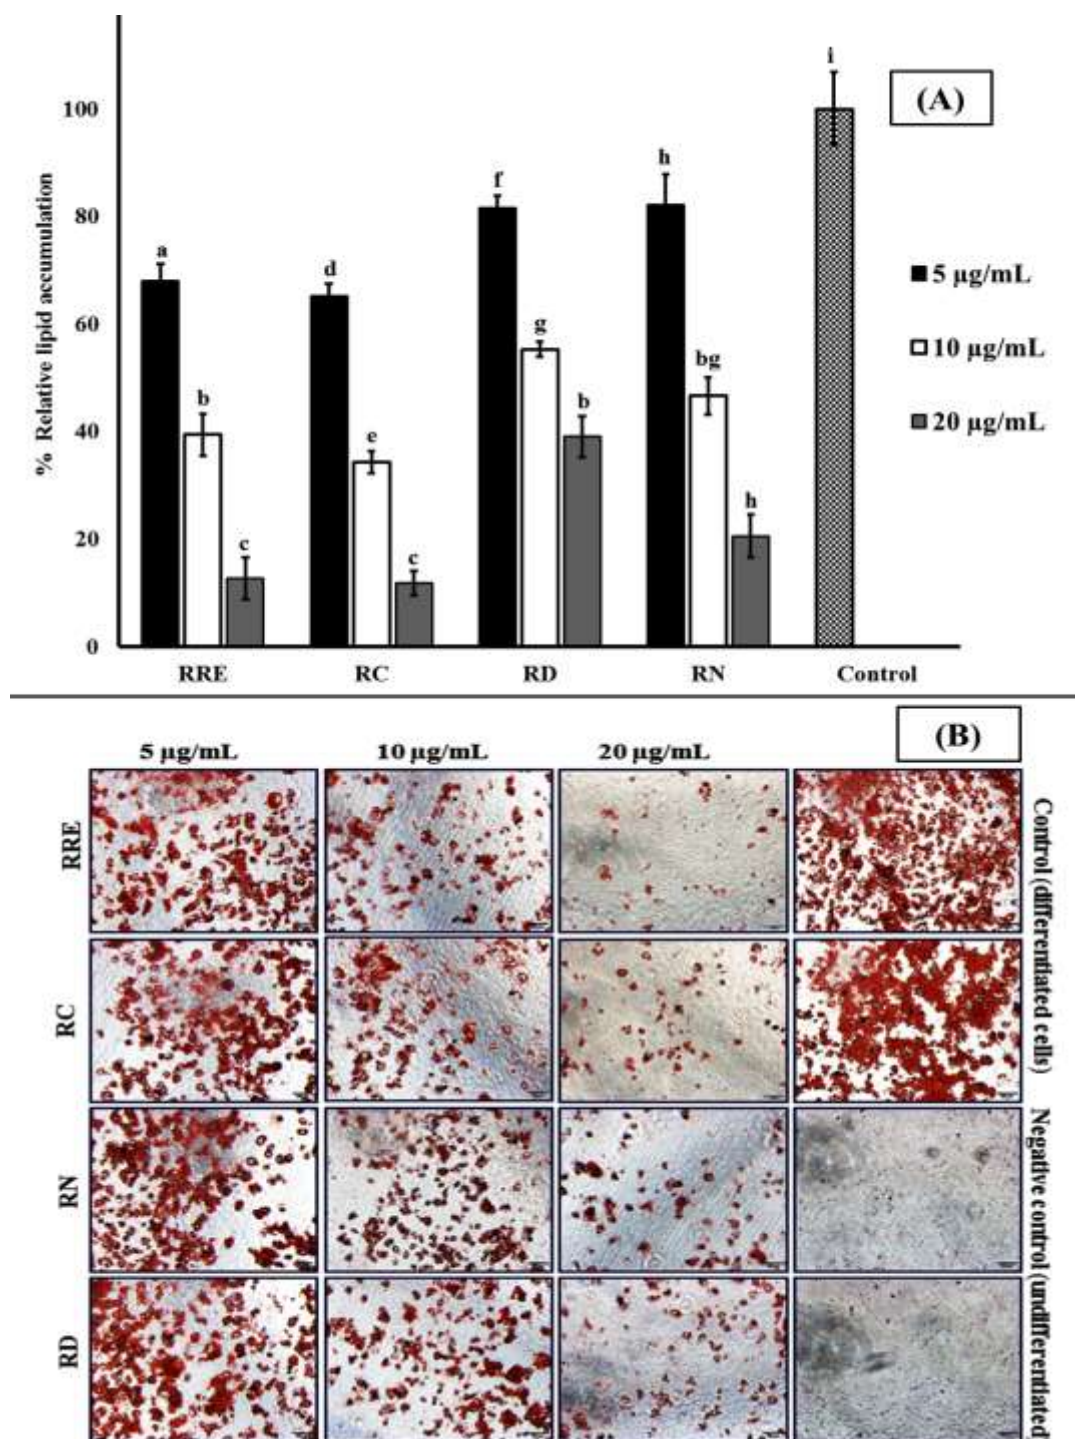 (A)
% Relative lipid accumulation
100
80
60
40
20
0
a
b
c
d
e
c
f
g
b
h
bg
h
i
RRE RC RD RN Control
5 µg/mL
10 µg/mL
20 µg/mL
(B)
5 µg/mL 10 µg/mL 20 µg/mL
RRE
RC
RN
RD
Control (differentiated cells)
Negative control (undifferentiated